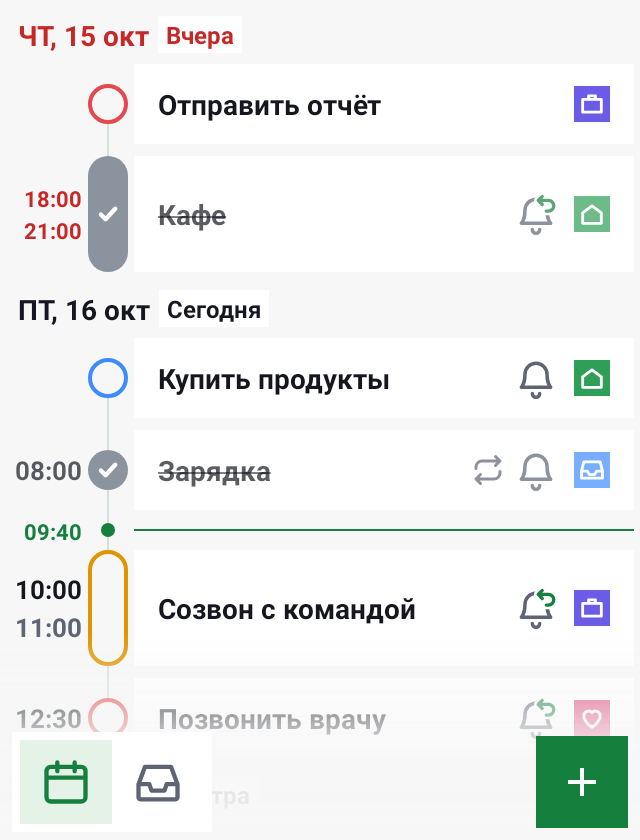 ЧТ, 15 окт Вчера
Отправить отчёт
18:00
21:00
Кафе
ПТ, 16 окт Сегодня
Купить продукты
08:00 Зарядка
09:40
10:00
11:00
Созвон с командой
12:30 Позвонить врачу
тра